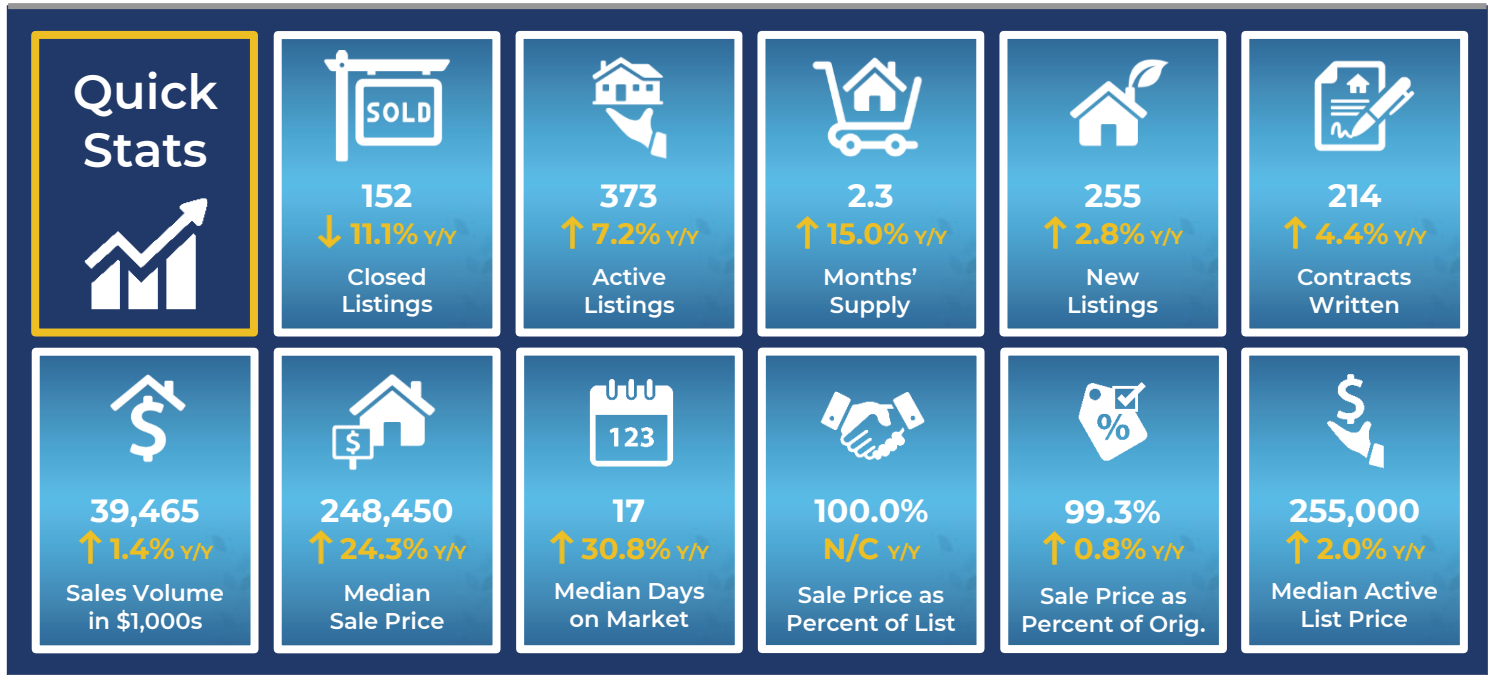 Quick
Stats
SOLD
152
↓ 11.1% Y/Y
Closed
Listings
373
↑ 7.2% Y/Y
Active
Listings
2.3
↑ 15.0% Y/Y
Months’
Supply
255
↑ 2.8% Y/Y
New
Listings
214
↑ 4.4% Y/Y
Contracts
Written
$
39,465
↑ 1.4% Y/Y
Sales Volume
in $1,000s
$
248,450
↑ 24.3% Y/Y
Median
Sale Price
123
17
↑ 30.8% Y/Y
Median Days
on Market
100.0%
N/C Y/Y
Sale Price as
Percent of List
%
99.3%
↑ 0.8% Y/Y
Sale Price as
Percent of Orig.
$
255,000
↑ 2.0% Y/Y
Median Active
List Price